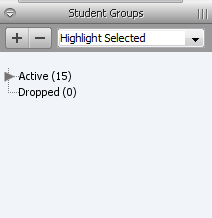 Student Groups
Highlight Selected
Active (15)
Dropped (0)